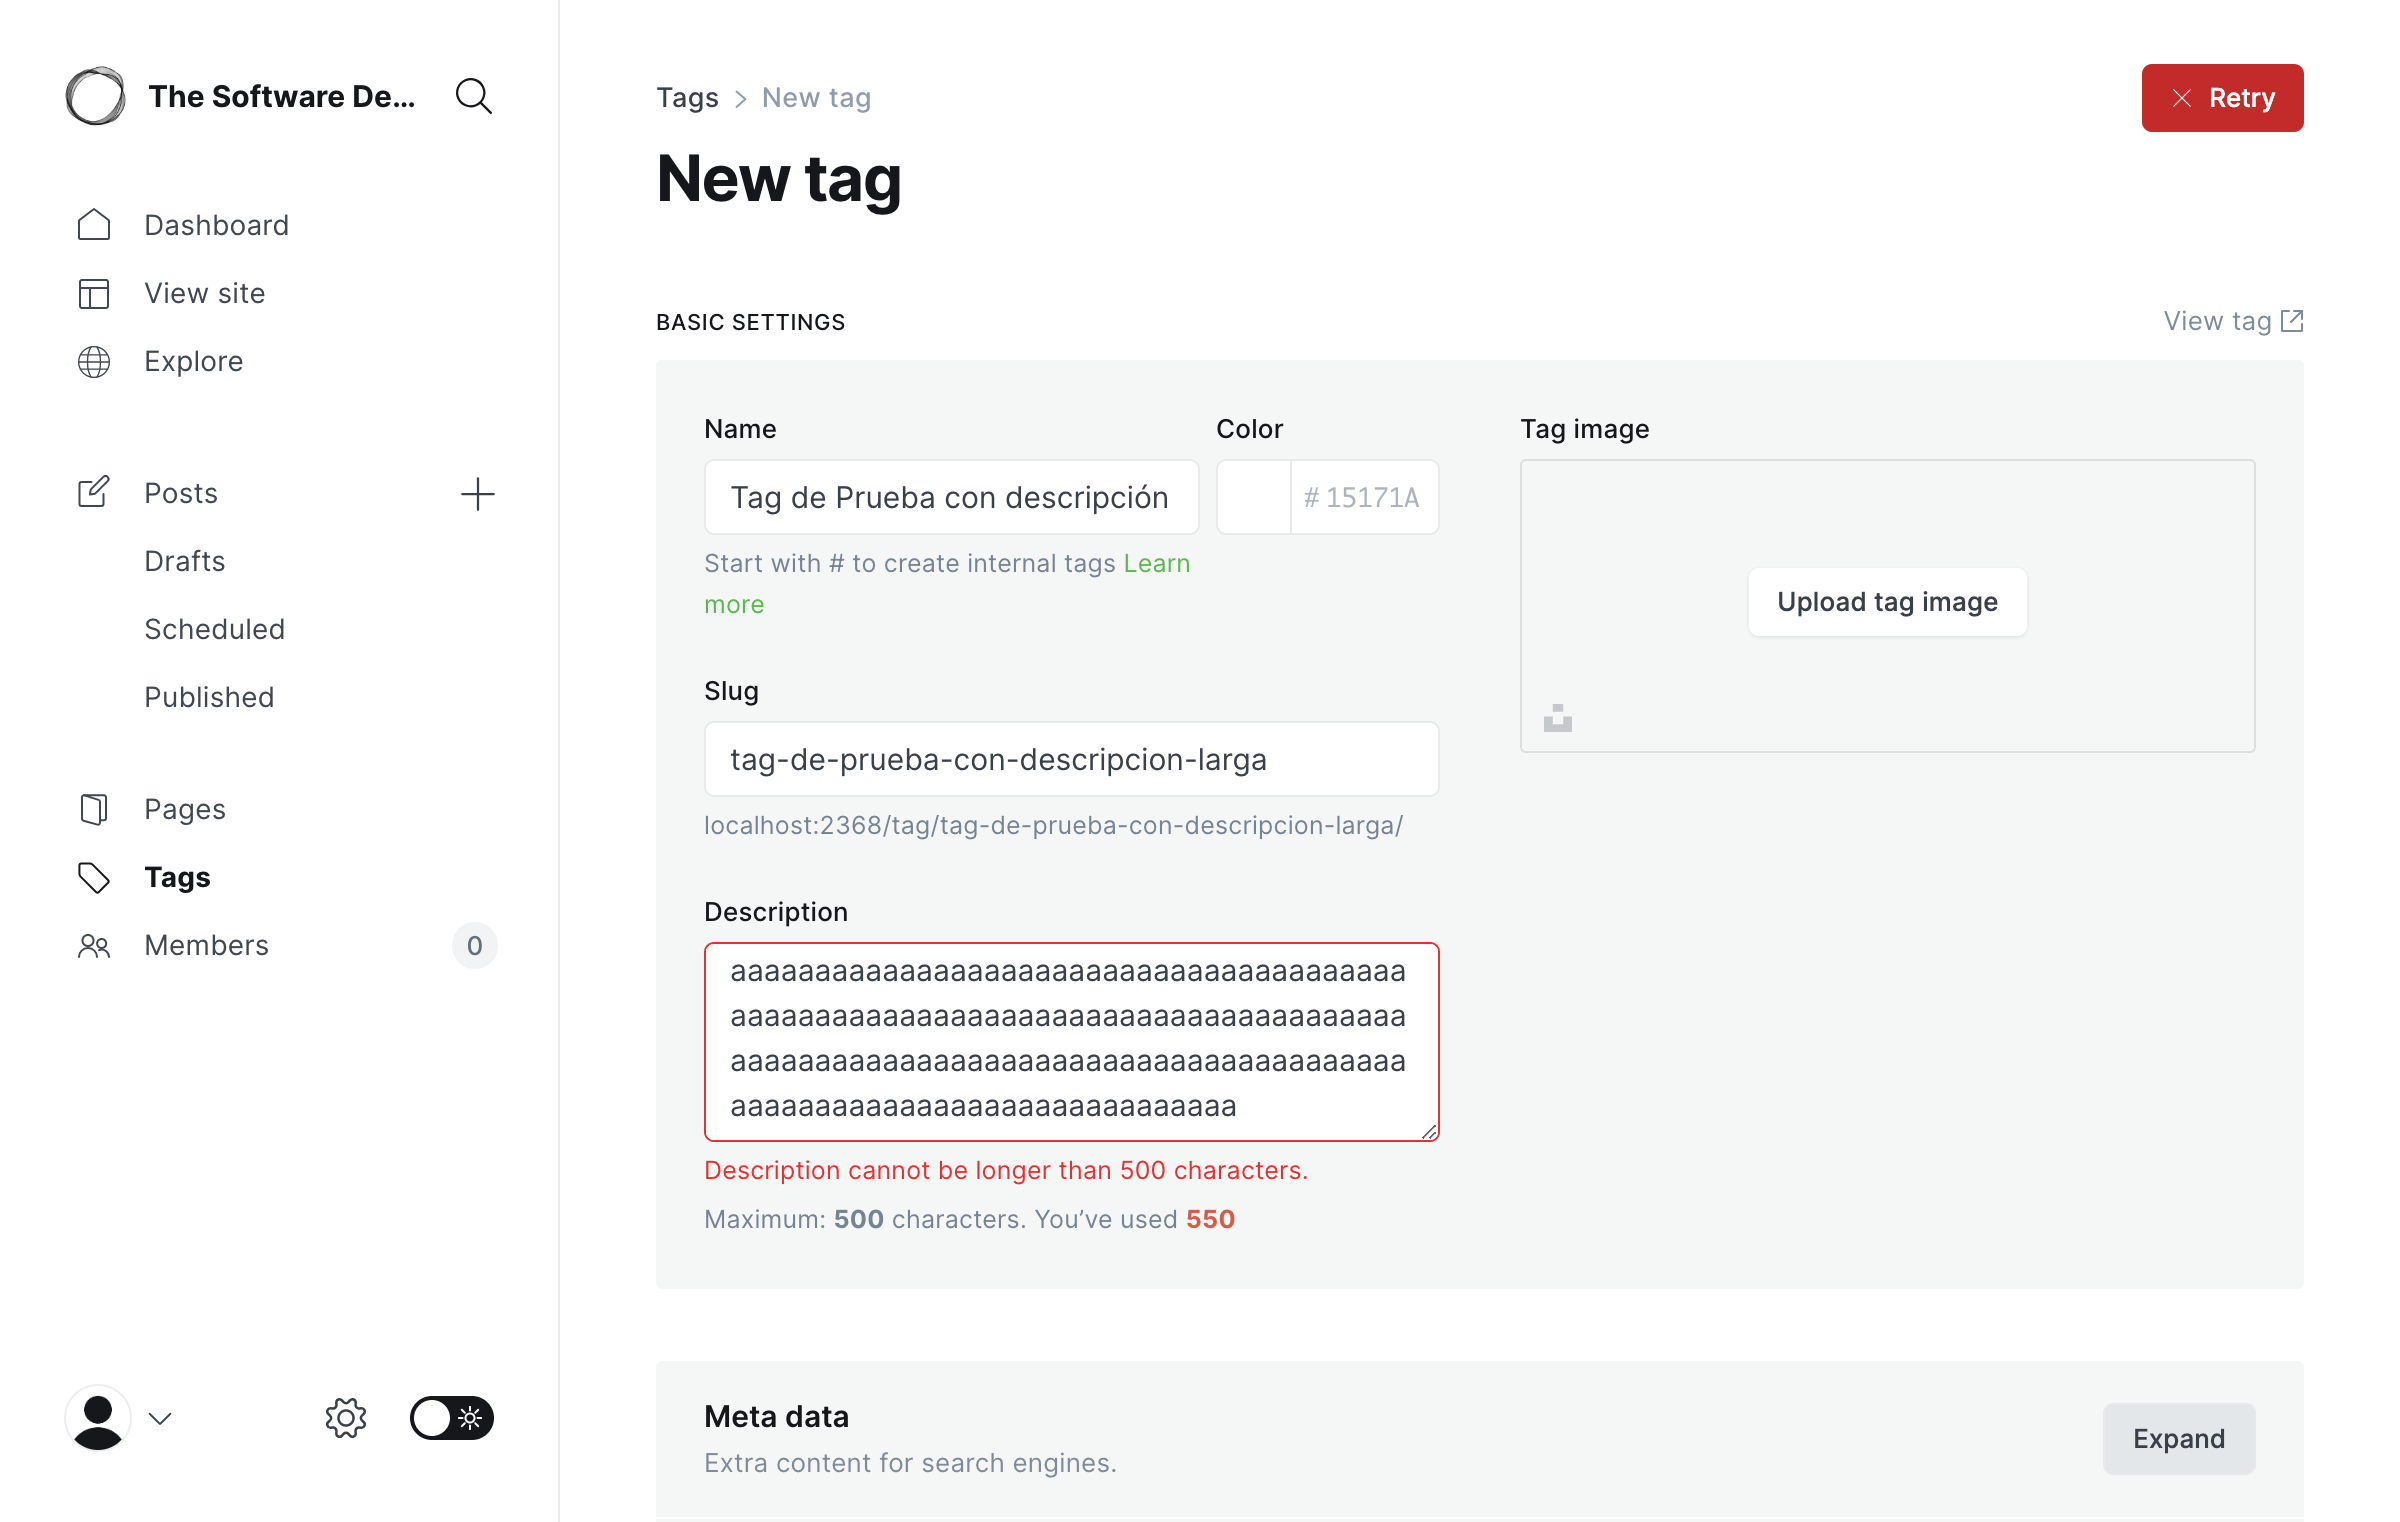 The Software De...
Dashboard
View site
Explore
Posts
Drafts
Scheduled
Published
Pages
Tags
Members
0
Tags > New tag
Retry
New tag
BASIC SETTINGS
View tag
Name
Tag de Prueba con descripción
Start with # to create internal tags Learn
more
Color
# 15171A
Slug
tag-de-prueba-con-descripcion-larga
localhost:2368/tag/tag-de-prueba-con-descripcion-larga/
Description
aaaaaaaaaaaaaaaaaaaaaaaaaaaaaaaaaaaaaaaa
aaaaaaaaaaaaaaaaaaaaaaaaaaaaaaaaaaaaaaaa
aaaaaaaaaaaaaaaaaaaaaaaaaaaaaaaaaaaaaaaa
aaaaaaaaaaaaaaaaaaaaaaaaaaaaaa
Description cannot be longer than 500 characters.
Maximum: 500 characters. You’ve used 550
Tag image
Upload tag image
Meta data
Extra content for search engines.
Expand